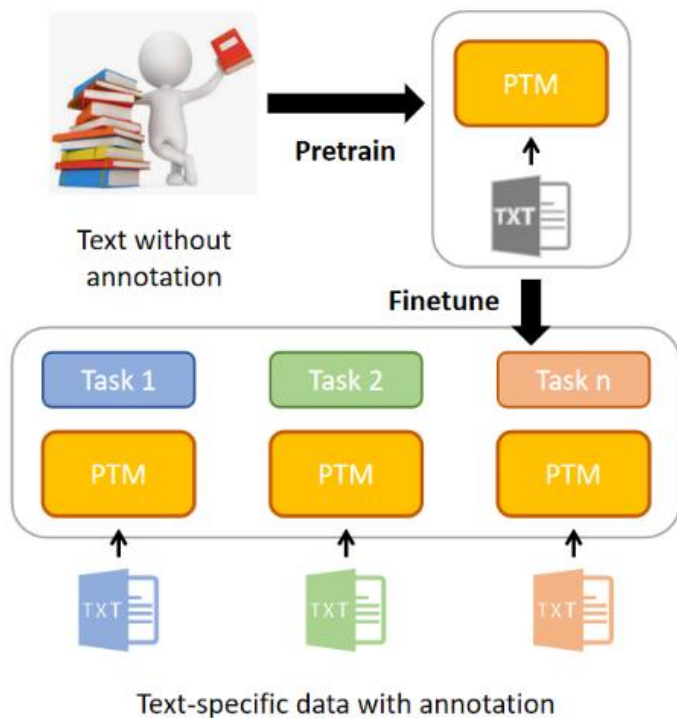 PTM
Pretrain
TXT
Text without
annotation
Finetune
Task 1
Task 2
Task n
PTM
PTM
PTM
TXT
TXT
TXT
Text-specific data with annotation